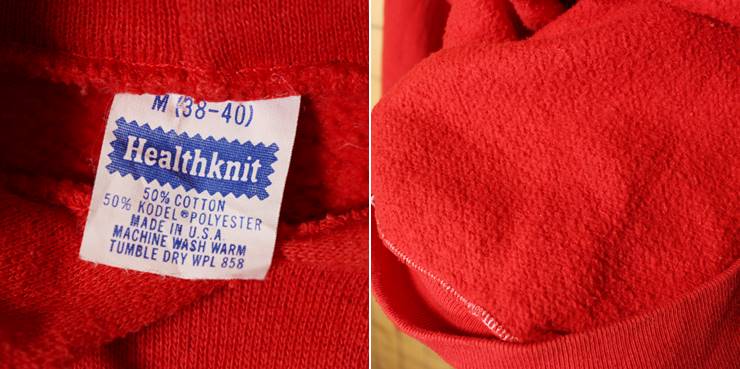 M (38-40)
Healthknit
50% COTTON
50% KODEL® POLYESTER
MADE IN U.S.A
MACHINE WASH WARM
TUMBLE DRY WPL 858